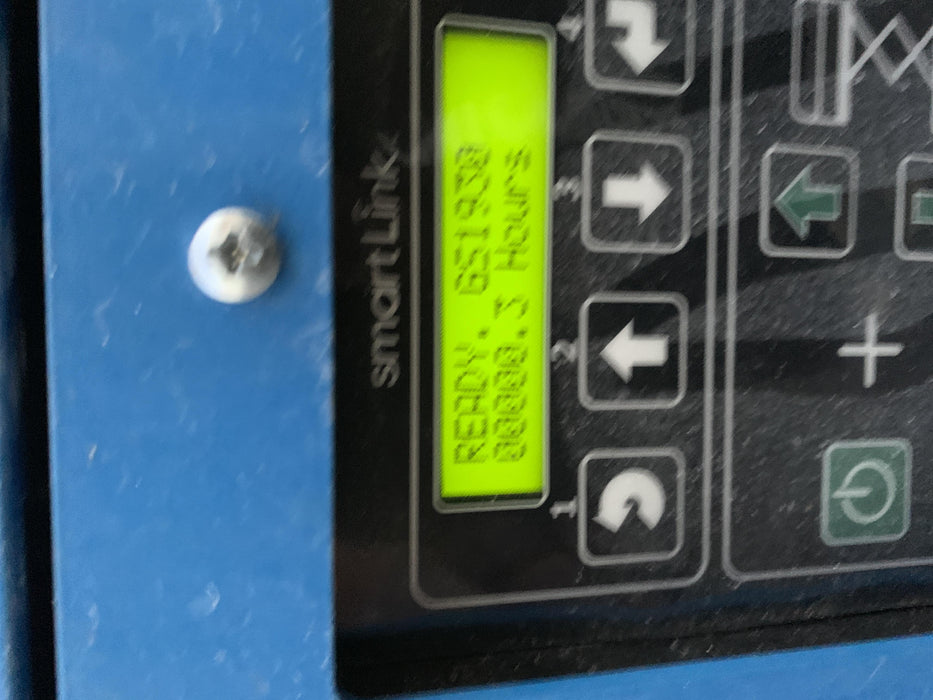 smartLink
READY. GS1930
00000.3 Hours
1 2 3 4